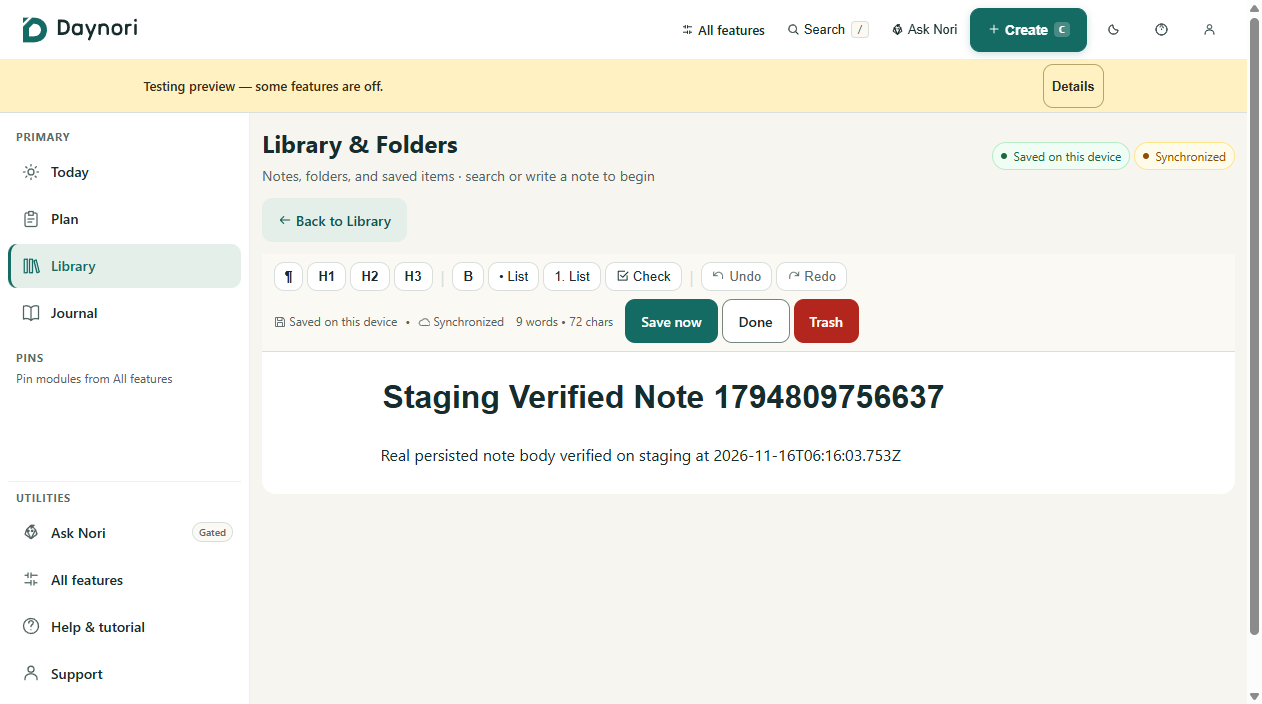 Daynori
All features
Search /
Ask Nori
+ Create C
Testing preview — some features are off.
Details
PRIMARY
Today
Plan
Library
Journal
PINS
Pin modules from All features
UTILITIES
Ask Nori Gated
All features
Help & tutorial
Support
Library & Folders
Notes, folders, and saved items · search or write a note to begin
Saved on this device
Synchronized
← Back to Library
¶ H1 H2 H3 | B • List 1. List Check | Undo Redo
Saved on this device • Synchronized 9 words • 72 chars Save now Done Trash
Staging Verified Note 1794809756637
Real persisted note body verified on staging at 2026-11-16T06:16:03.753Z